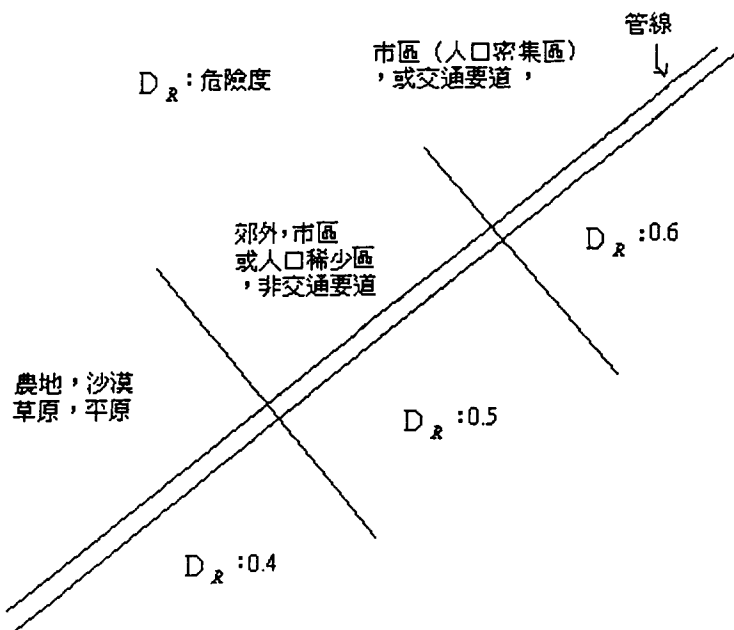 管線
市區（人口密集區）
，或交通要道，
D R：危險度
郊外，市區
或人口稀少區
，非交通要道
D R：0.6
農地，沙漠
草原，平原
D R：0.5
D R：0.4